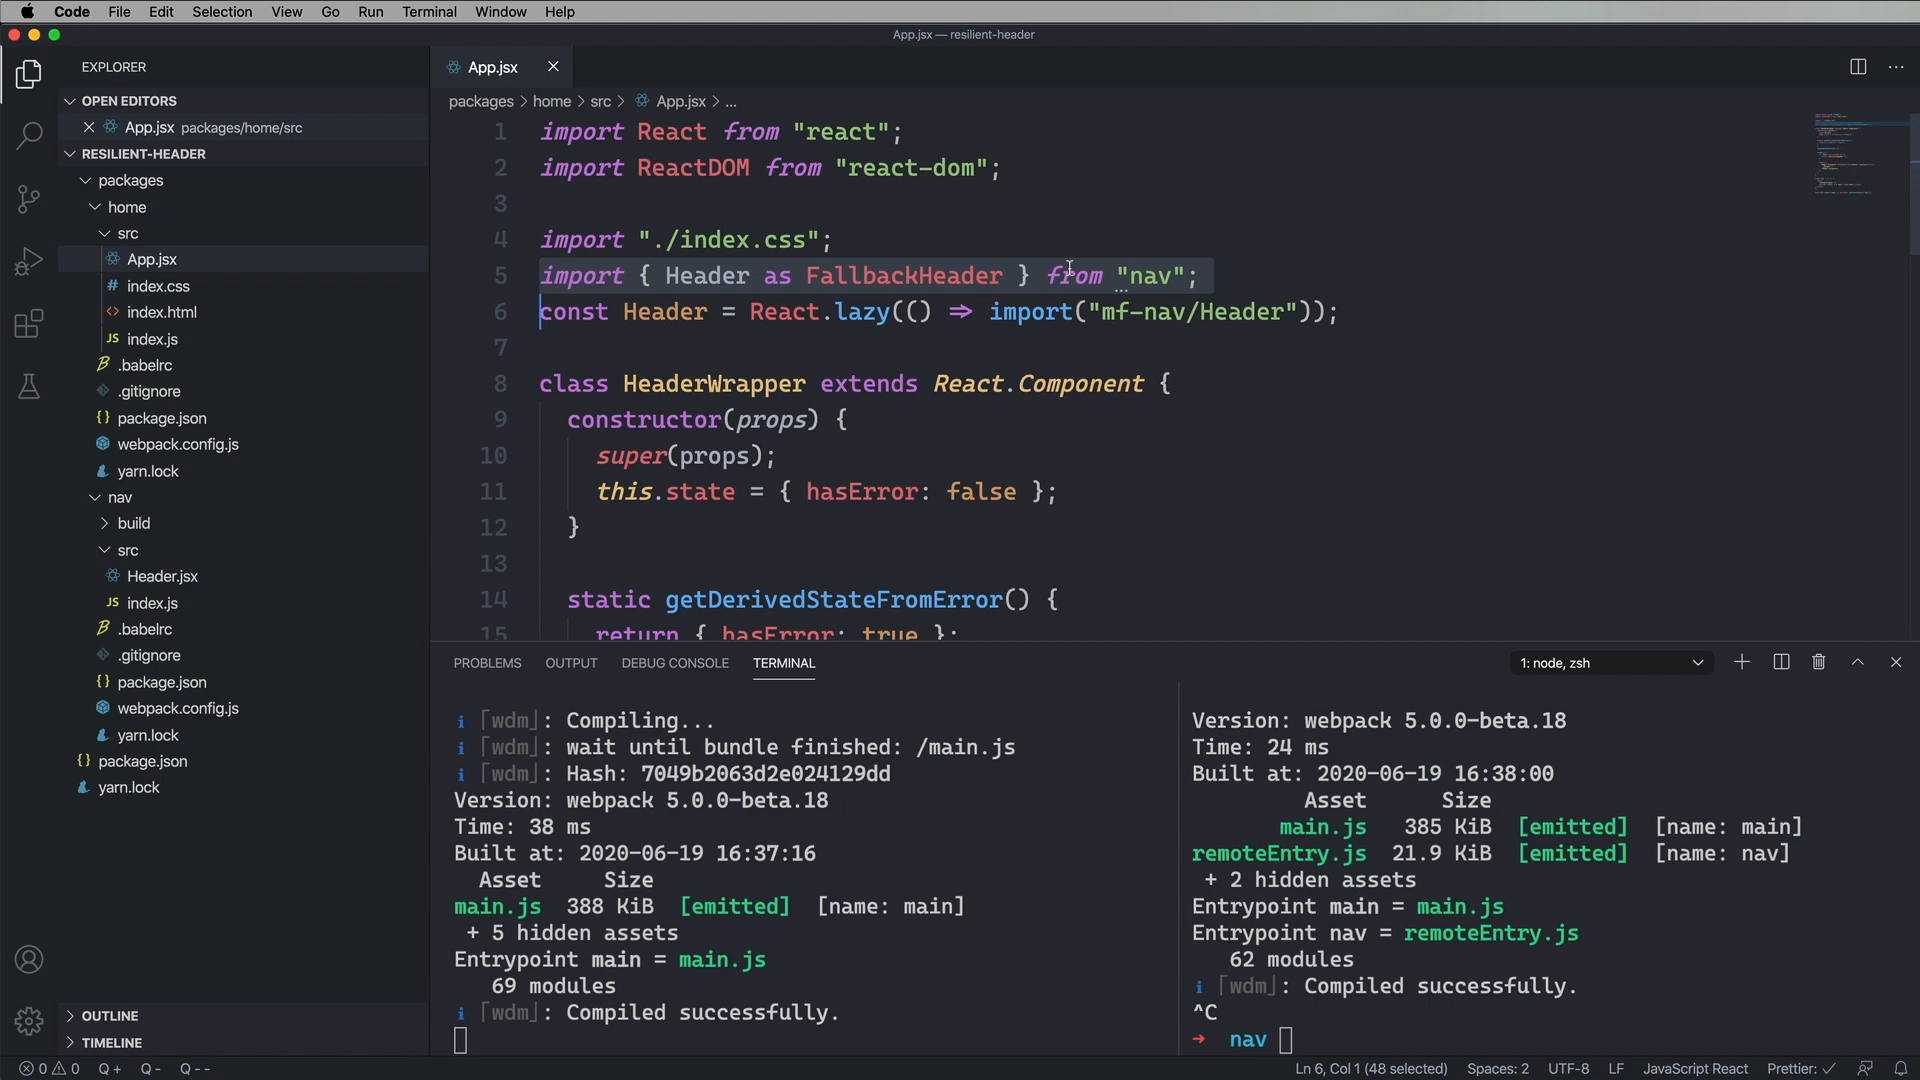 Code File Edit Selection View Go Run Terminal Window Help
App.jsx — resilient-header
EXPLORER
OPEN EDITORS
App.jsx packages/home/src
RESILIENT-HEADER
packages
home
src
App.jsx
# index.css
<> index.html
JS index.js
.babelrc
.gitignore
{} package.json
webpack.config.js
yarn.lock
nav
build
src
Header.jsx
JS index.js
.babelrc
.gitignore
{} package.json
webpack.config.js
yarn.lock
{} package.json
yarn.lock
OUTLINE
TIMELINE
App.jsx
packages > home > src > App.jsx > ...
1 import React from "react";
2 import ReactDOM from "react-dom";
3
4 import "./index.css";
5 import { Header as FallbackHeader } from "nav";
6 const Header = React.lazy(() => import("mf-nav/Header"));
7
8 class HeaderWrapper extends React.Component {
9 constructor(props) {
10 super(props);
11 this.state = { hasError: false };
12 }
13
14 static getDerivedStateFromError() {
15 return { hasError: true };
PROBLEMS OUTPUT DEBUG CONSOLE TERMINAL
1: node, zsh
i ｢wdm｣: Compiling...
i ｢wdm｣: wait until bundle finished: /main.js
i ｢wdm｣: Hash: 7049b2063d2e024129dd
Version: webpack 5.0.0-beta.18
Time: 38 ms
Built at: 2020-06-19 16:37:16
Asset Size
main.js 388 KiB [emitted] [name: main]
+ 5 hidden assets
Entrypoint main = main.js
69 modules
i ｢wdm｣: Compiled successfully.
Version: webpack 5.0.0-beta.18
Time: 24 ms
Built at: 2020-06-19 16:38:00
Asset Size
main.js 385 KiB [emitted] [name: main]
remoteEntry.js 21.9 KiB [emitted] [name: nav]
+ 2 hidden assets
Entrypoint main = main.js
Entrypoint nav = remoteEntry.js
62 modules
i ｢wdm｣: Compiled successfully.
^C
→ nav
0 0 Q+ Q- Q-- Ln 6, Col 1 (48 selected) Spaces: 2 UTF-8 LF JavaScript React Prettier: ✓